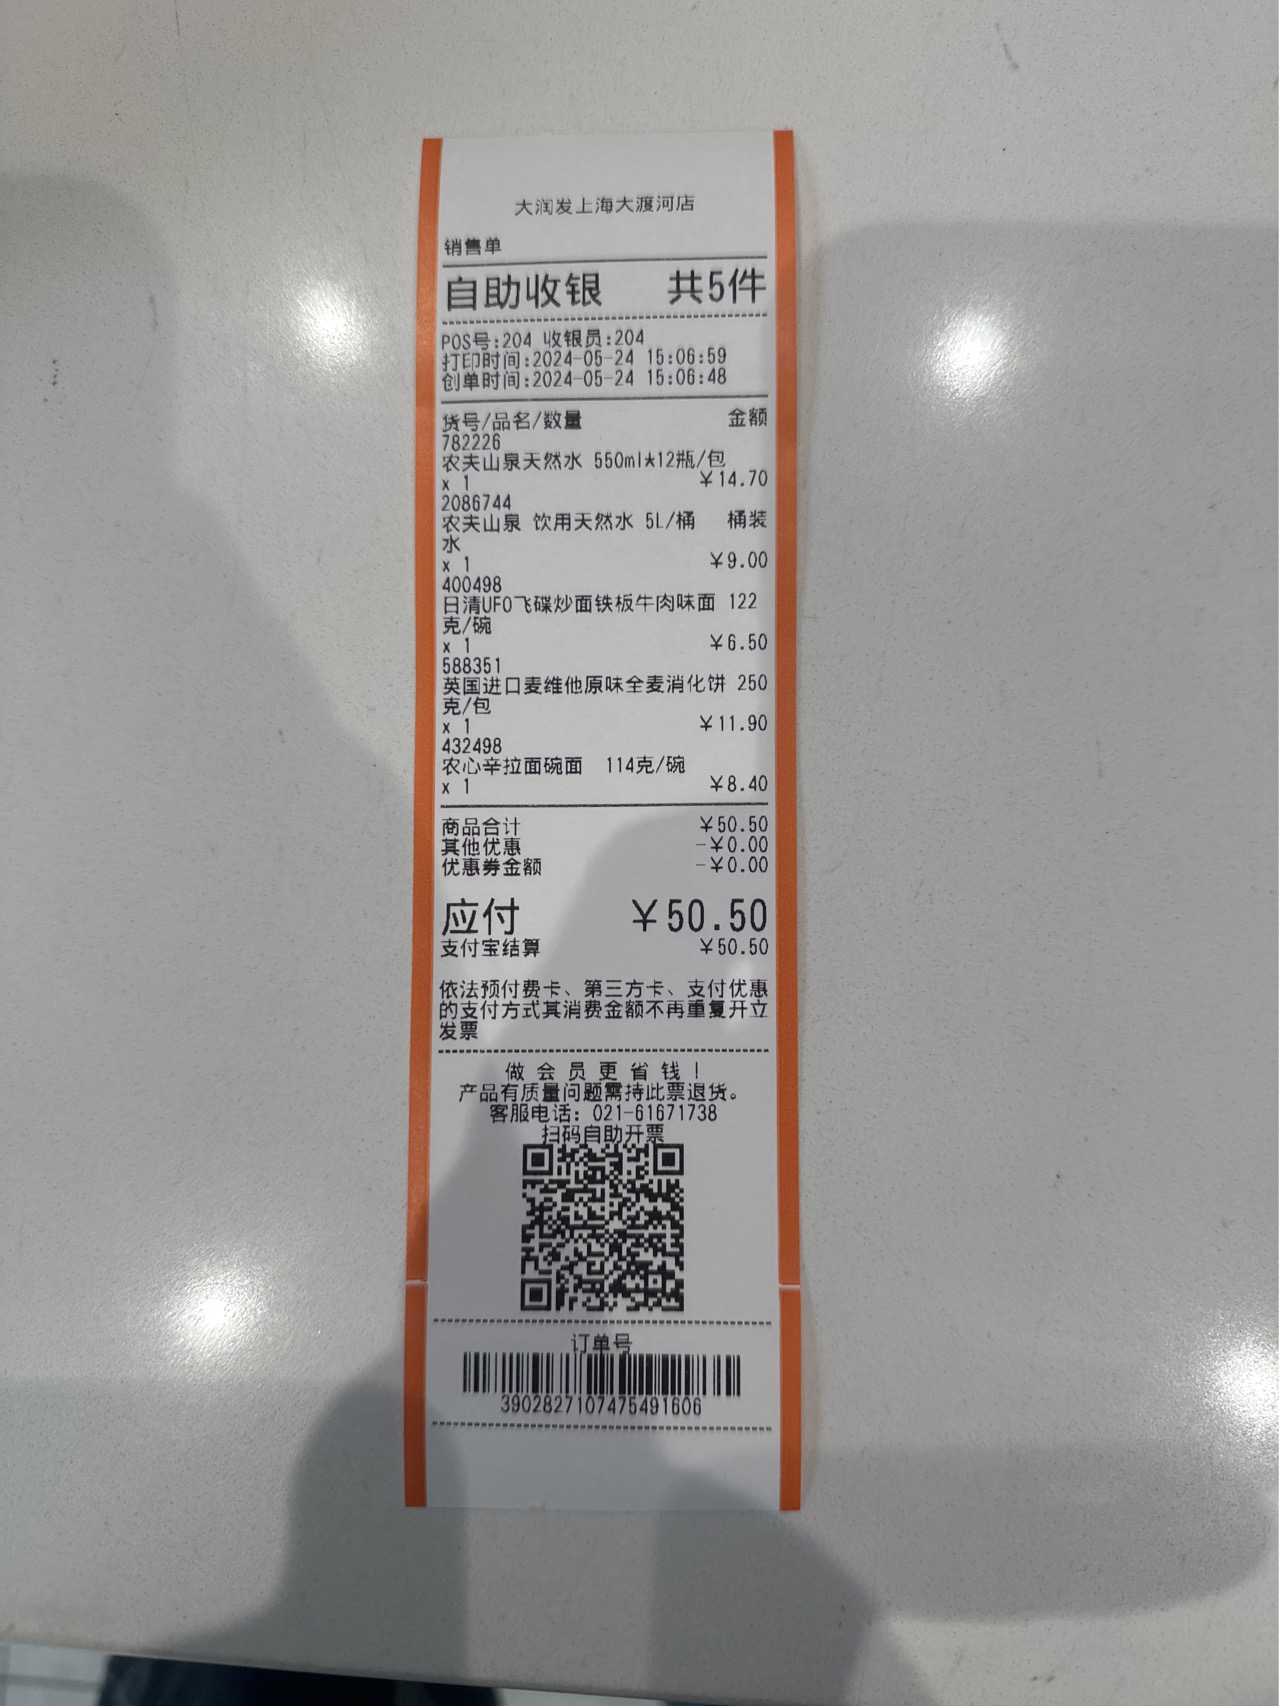 大润发上海大渡河店
销售单
自助收银 共5件
POS号:204 收银员:204
打印时间:2024-05-24 15:06:59
创单时间:2024-05-24 15:06:48
货号/品名/数量 金额
782226
农夫山泉天然水 550ml*12瓶/包
x 1 ￥14.70
2086744
农夫山泉 饮用天然水 5L/桶 桶装
水
x 1 ￥9.00
400498
日清UFO飞碟炒面铁板牛肉味面 122
克/碗
x 1 ￥6.50
588351
英国进口麦维他原味全麦消化饼 250
克/包
x 1 ￥11.90
432498
农心辛拉面碗面 114克/碗
x 1 ￥8.40
商品合计 ￥50.50
其他优惠 -￥0.00
优惠券金额 -￥0.00
应付 ￥50.50
支付宝结算 ￥50.50
依法预付费卡、第三方卡、支付优惠
的支付方式其消费金额不再重复开立
发票
做会员更省钱!
产品有质量问题需持此票退货。
客服电话: 021-61671738
扫码自助开票
订单号
3902827107475491606